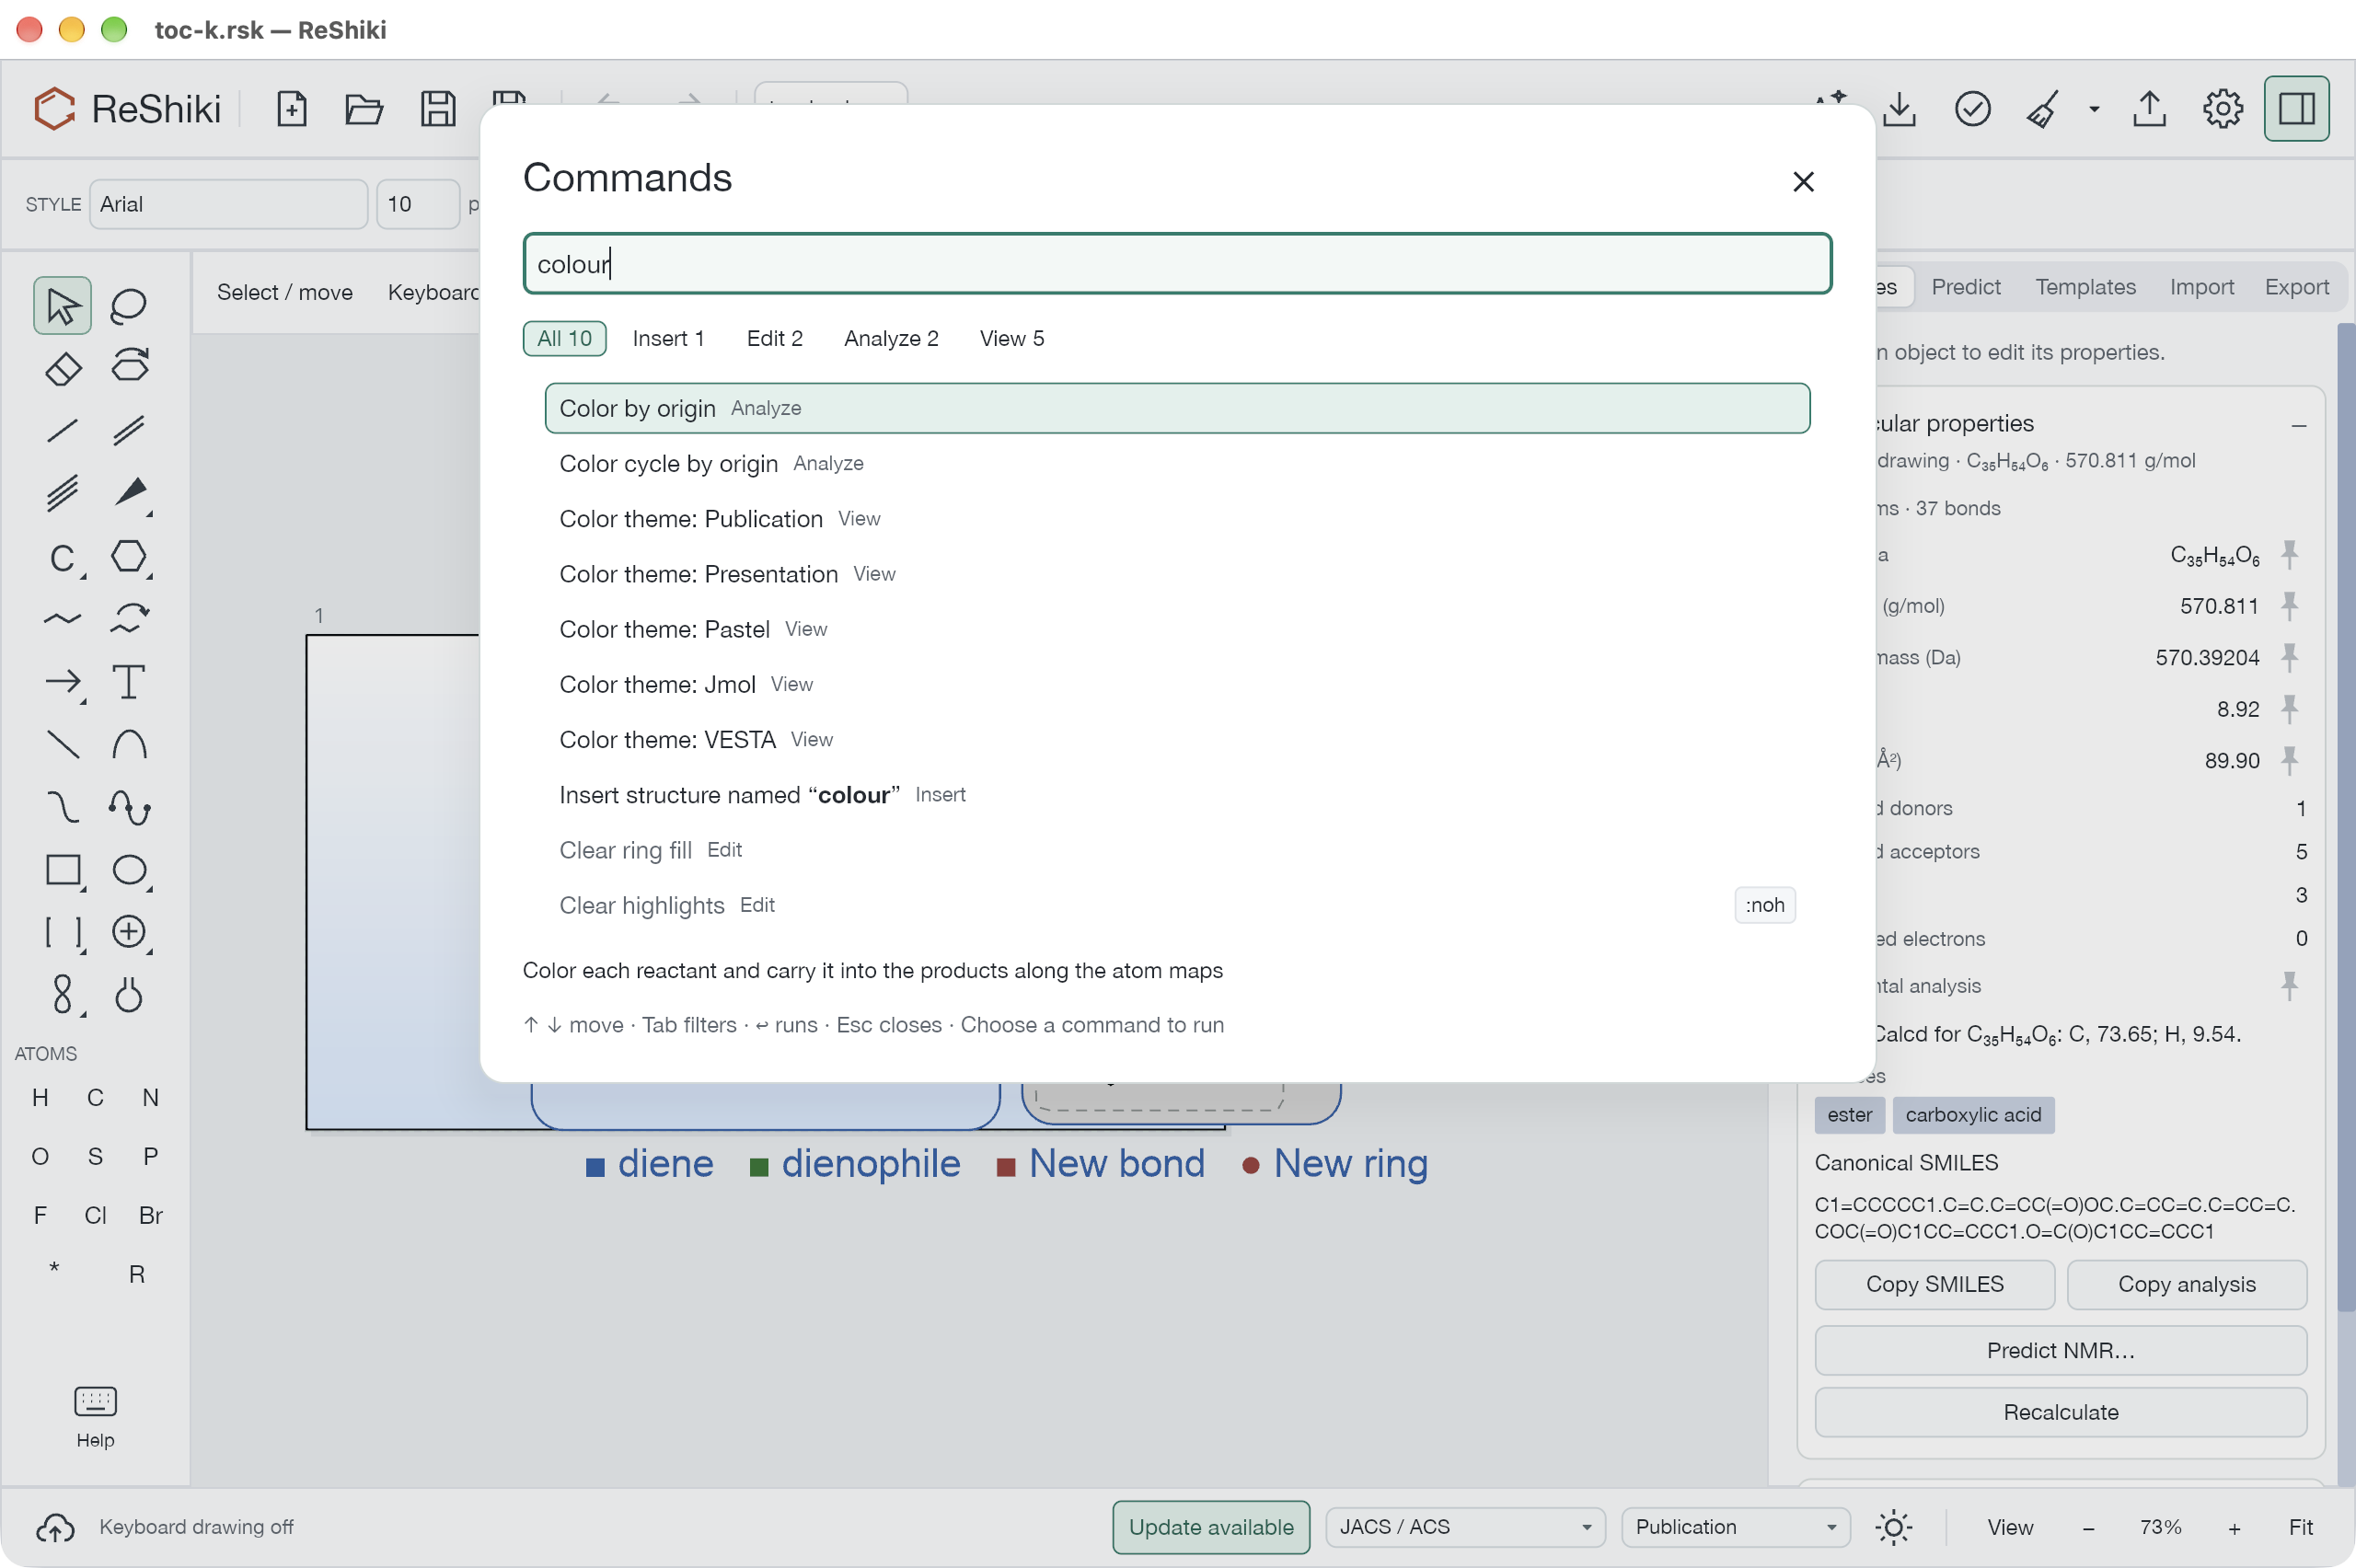 toc-k.rsk — ReShiki
ReShiki
STYLE Arial 10
Select / move
Commands
colour
All 10 Insert 1 Edit 2 Analyze 2 View 5
Color by origin Analyze
Color cycle by origin Analyze
Color theme: Publication View
Color theme: Presentation View
Color theme: Pastel View
Color theme: Jmol View
Color theme: VESTA View
Insert structure named “colour” Insert
Clear ring fill Edit
Clear highlights Edit :noh
Color each reactant and carry it into the products along the atom maps
↑ ↓ move · Tab filters · ↩ runs · Esc closes · Choose a command to run
Predict Templates Import Export
object to edit its properties.
properties
drawing · C₃₅H₅₄O₆ · 570.811 g/mol
· 37 bonds
C₃₅H₅₄O₆
(g/mol) 570.811
mass (Da) 570.39204
8.92
Å²) 89.90
donors 1
acceptors 5
3
electrons 0
analysis
Calcd for C₃₅H₅₄O₆: C, 73.65; H, 9.54.
ester carboxylic acid
Canonical SMILES
C1=CCCCC1.C=C.C=CC(=O)OC.C=CC=C.C=CC=C.
COC(=O)C1CC=CCC1.O=C(O)C1CC=CCC1
Copy SMILES Copy analysis
Predict NMR...
Recalculate
1
diene dienophile New bond New ring
C
T
ATOMS
H C N
O S P
F Cl Br
* R
Help
Keyboard drawing off
Update available JACS / ACS Publication View − 73% + Fit